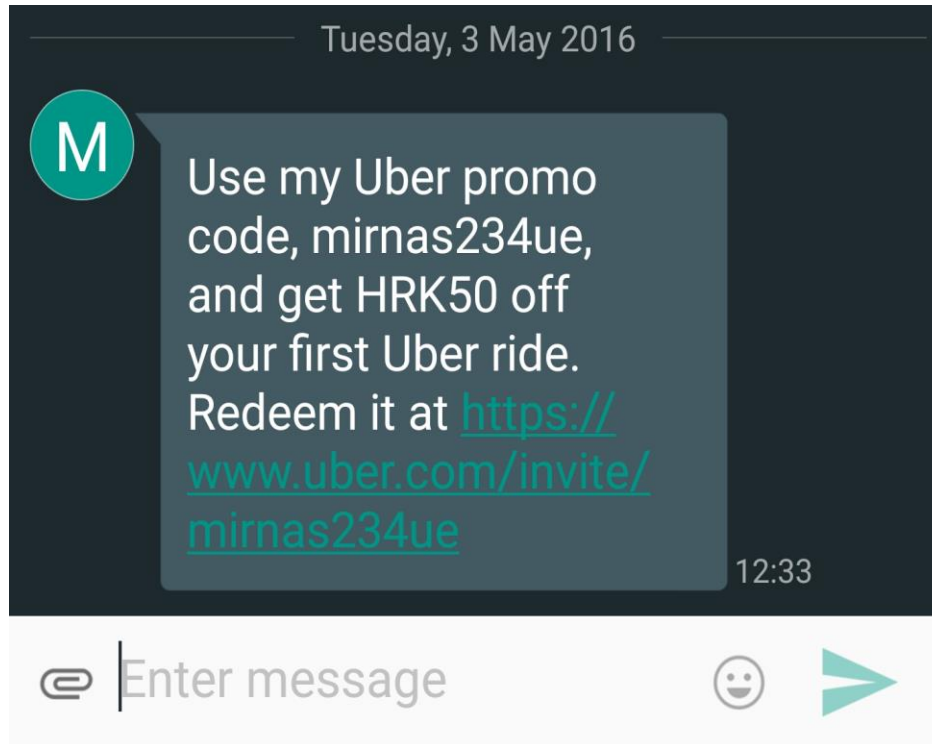 Tuesday, 3 May 2016
M
Use my Uber promo
code, mirnas234ue,
and get HRK50 off
your first Uber ride.
Redeem it at https://
www.uber.com/invite/
mirnas234ue
12:33
Enter message